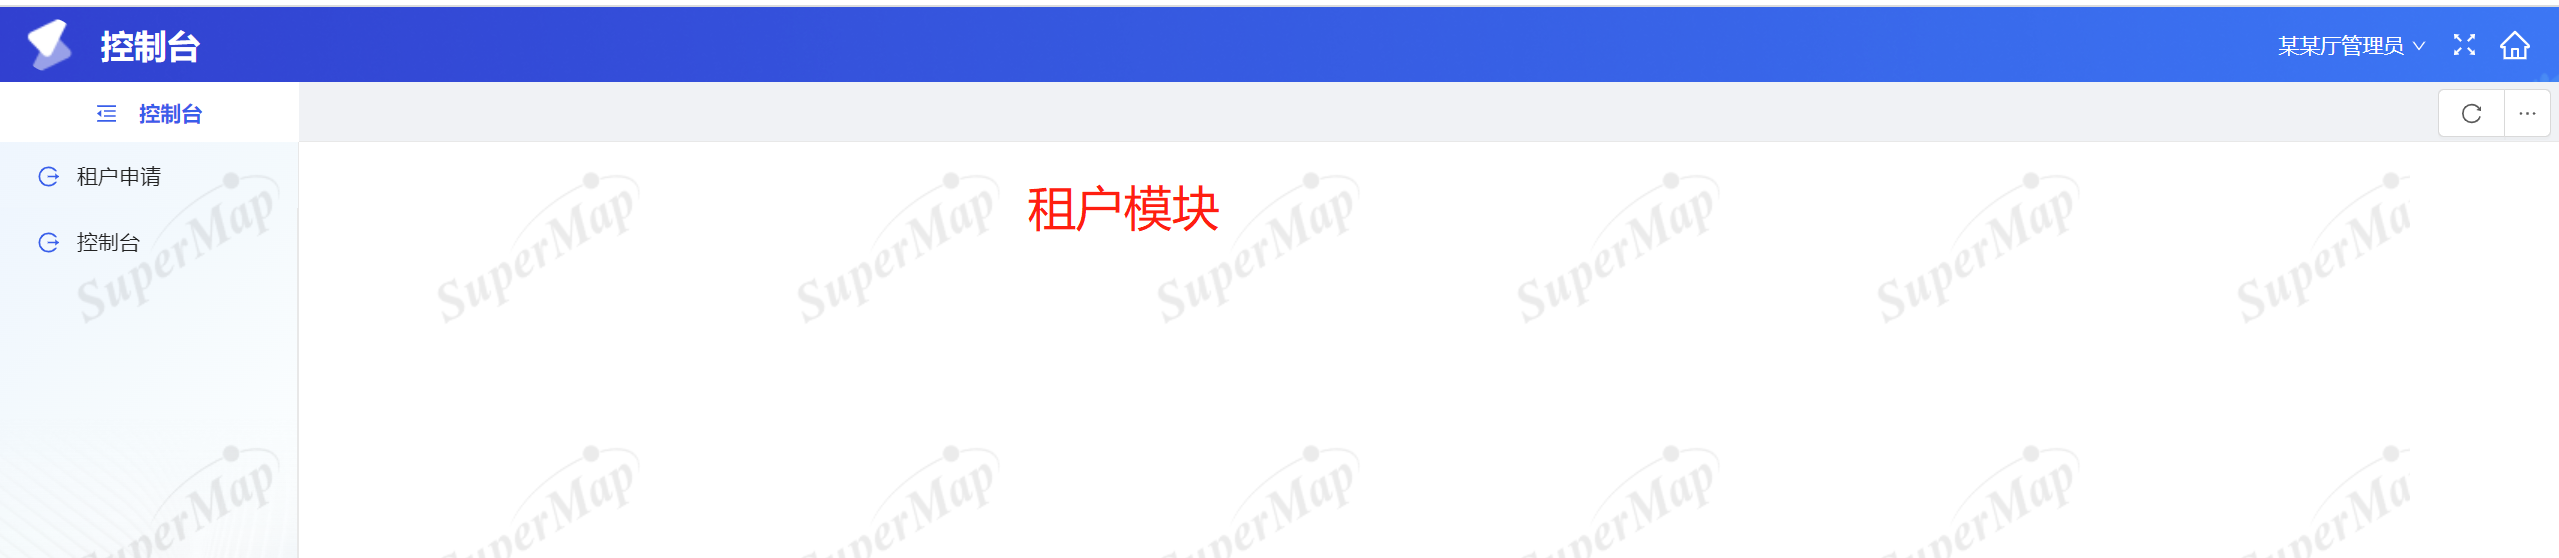 控制台
某某厅管理员
控制台
租户申请
控制台
租户模块
SuperMap
SuperMap
SuperMap
SuperMap
SuperMap
SuperMap
SuperMa
SuperMap
SuperMap
SuperMap
SuperMap
SuperMap
SuperMap
SuperMa